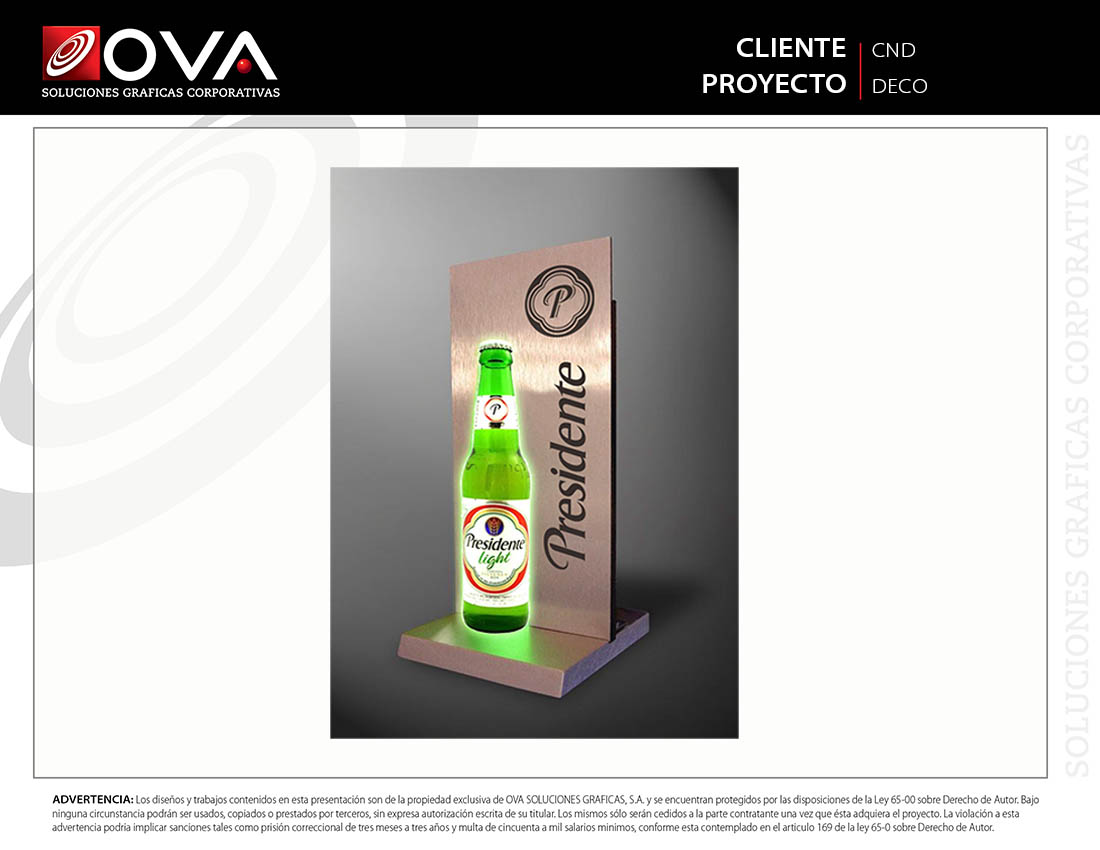 OVA
SOLUCIONES GRAFICAS CORPORATIVAS
CLIENTE CND
PROYECTO DECO
P
Presidente
P
Presidente
light
SOLUCIONES GRAFICAS CORPORATIVAS
ADVERTENCIA: Los diseños y trabajos contenidos en esta presentación son de la propiedad exclusiva de OVA SOLUCIONES GRAFICAS, S.A. y se encuentran protegidos por las disposiciones de la Ley 65-00 sobre Derecho de Autor. Bajo
ninguna circunstancia podrán ser usados, copiados o prestados por terceros, sin expresa autorización escrita de su titular. Los mismos sólo serán cedidos a la parte contratante una vez que ésta adquiera el proyecto. La violación a esta
advertencia podria implicar sanciones tales como prisión correccional de tres meses a tres años y multa de cincuenta a mil salarios minimos, conforme esta contemplado en el articulo 169 de la ley 65-0 sobre Derecho de Autor.